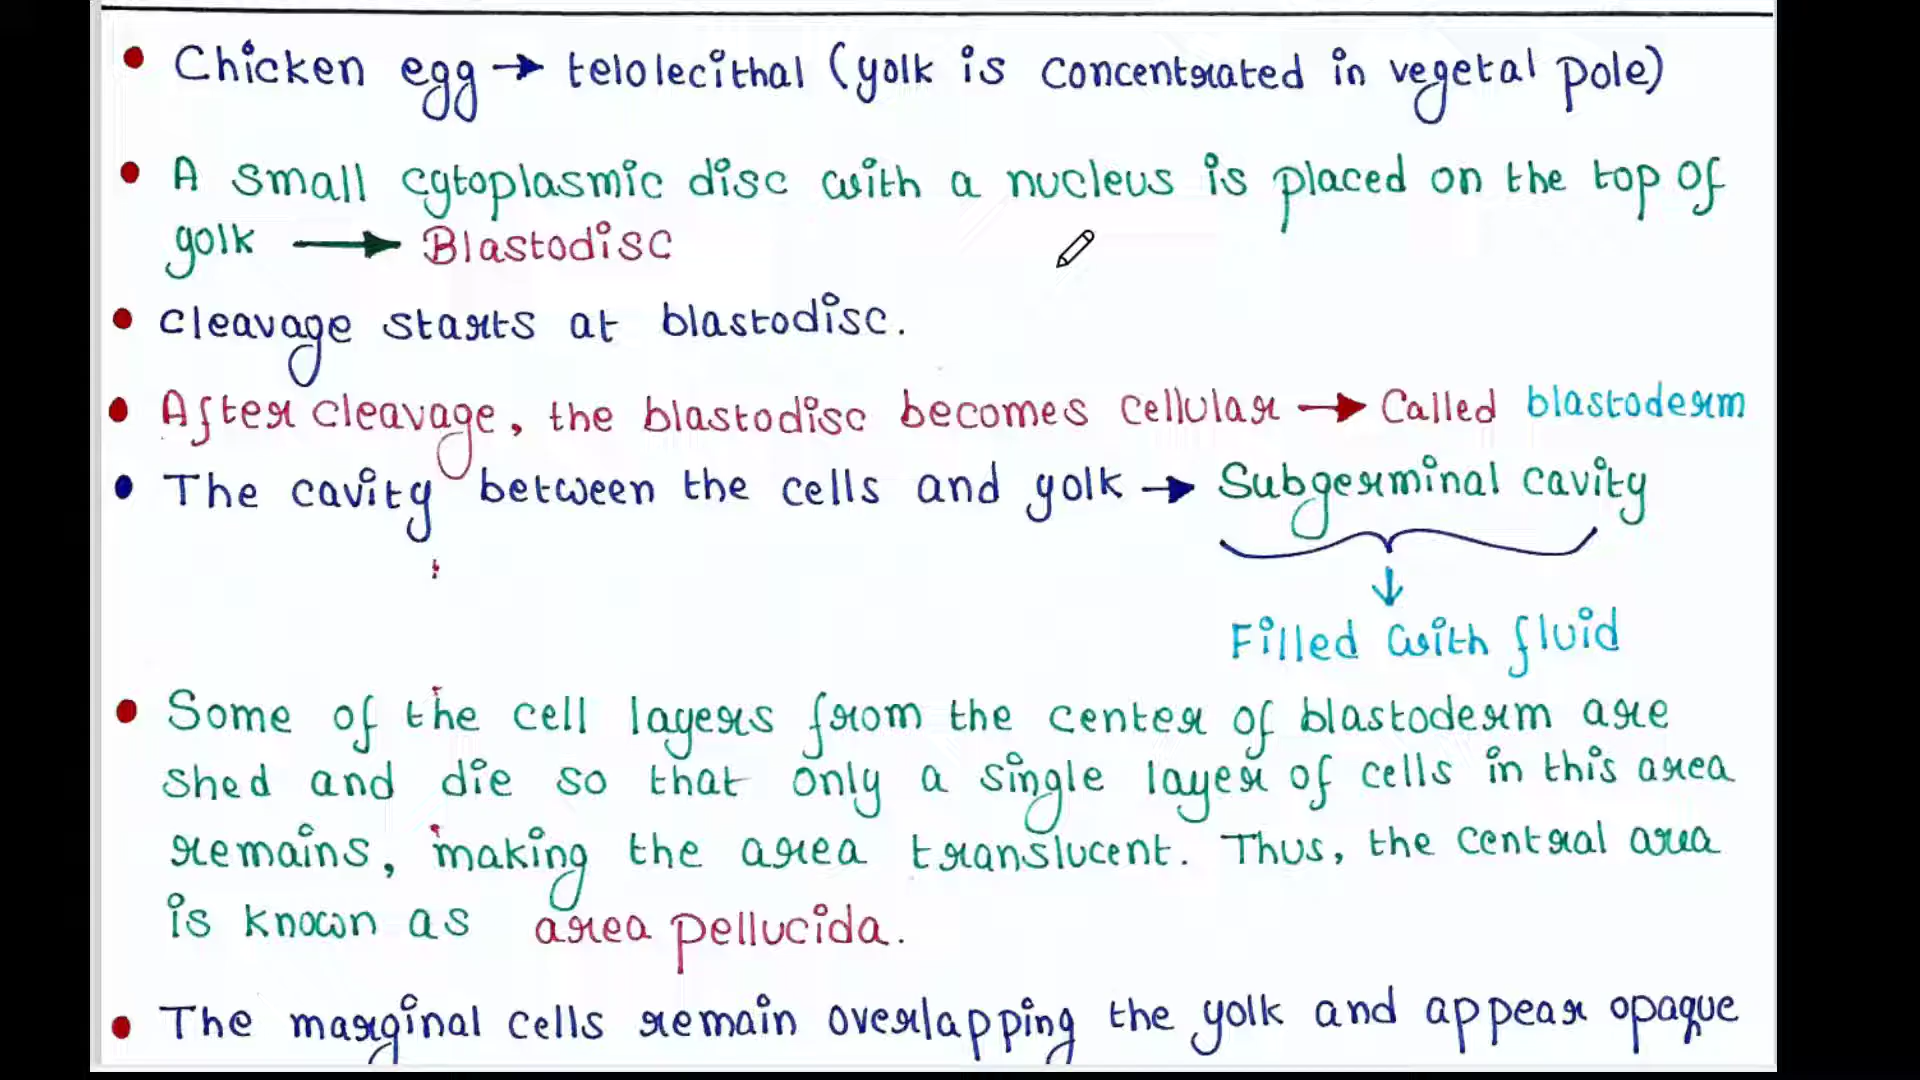 • Chicken egg → telolecithal (yolk is concentrated in vegetal pole)
• A small cytoplasmic disc with a nucleus is placed on the top of
yolk → Blastodisc
• Cleavage starts at blastodisc.
• After cleavage, the blastodisc becomes cellular → Called blastoderm
• The cavity between the cells and yolk → Subgerminal cavity
↓
Filled with fluid
• Some of the cell layers from the center of blastoderm are
shed and die so that only a single layer of cells in this area
remains, making the area translucent. Thus, the central area
is known as area pellucida.
• The marginal cells remain overlapping the yolk and appear opaque